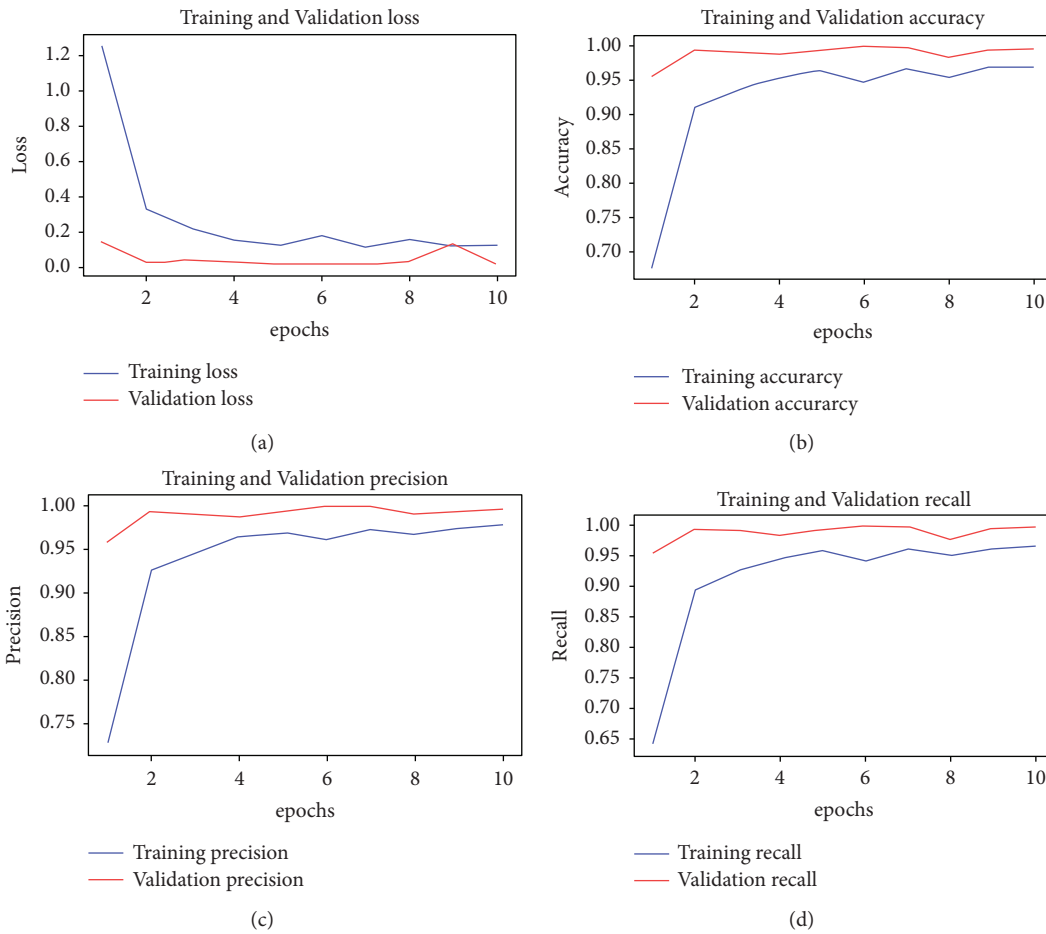 Training and Validation loss
1.2
1.0
0.8
0.6
0.4
0.2
0.0
Loss
2 4 6 8 10
epochs
Training loss
Validation loss
(a)
Training and Validation accuracy
1.00
0.95
0.90
0.85
0.80
0.75
0.70
Accuracy
2 4 6 8 10
epochs
Training accurarcy
Validation accurarcy
(b)
Training and Validation precision
1.00
0.95
0.90
0.85
0.80
0.75
Precision
2 4 6 8 10
epochs
Training precision
Validation precision
(c)
Training and Validation recall
1.00
0.95
0.90
0.85
0.80
0.75
0.70
0.65
Recall
2 4 6 8 10
epochs
Training recall
Validation recall
(d)